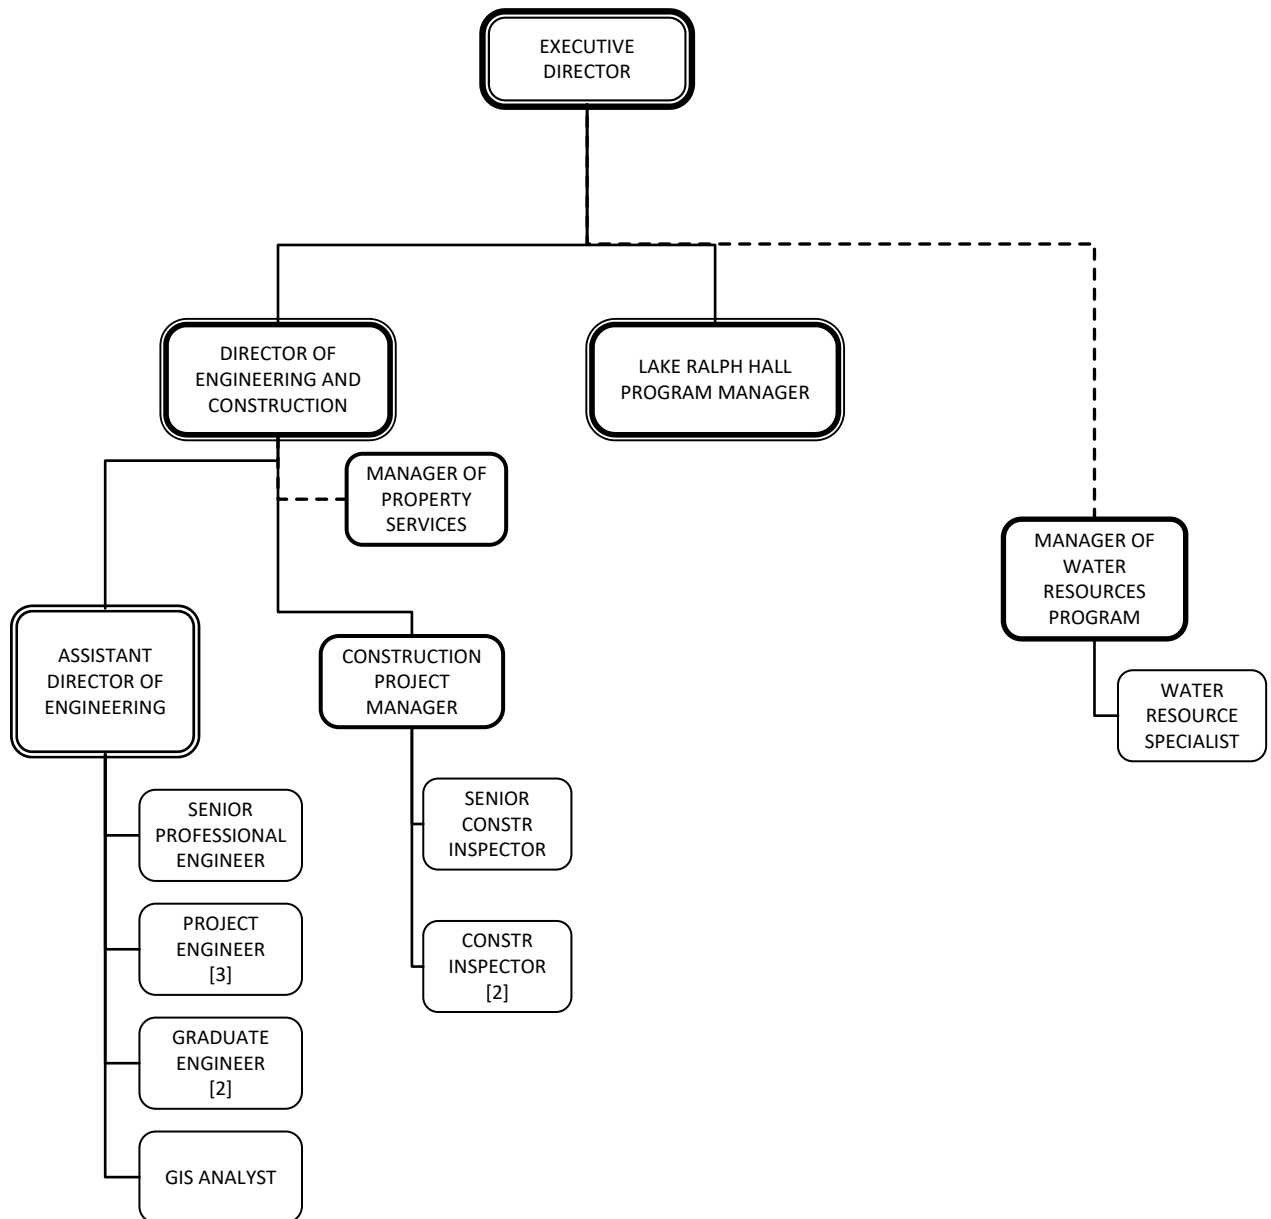 EXECUTIVE
DIRECTOR
DIRECTOR OF
ENGINEERING AND
CONSTRUCTION
LAKE RALPH HALL
PROGRAM MANAGER
MANAGER OF
PROPERTY
SERVICES
MANAGER OF
WATER
RESOURCES
PROGRAM
ASSISTANT
DIRECTOR OF
ENGINEERING
CONSTRUCTION
PROJECT
MANAGER
WATER
RESOURCE
SPECIALIST
SENIOR
PROFESSIONAL
ENGINEER
SENIOR
CONSTR
INSPECTOR
PROJECT
ENGINEER
[3]
CONSTR
INSPECTOR
[2]
GRADUATE
ENGINEER
[2]
GIS ANALYST